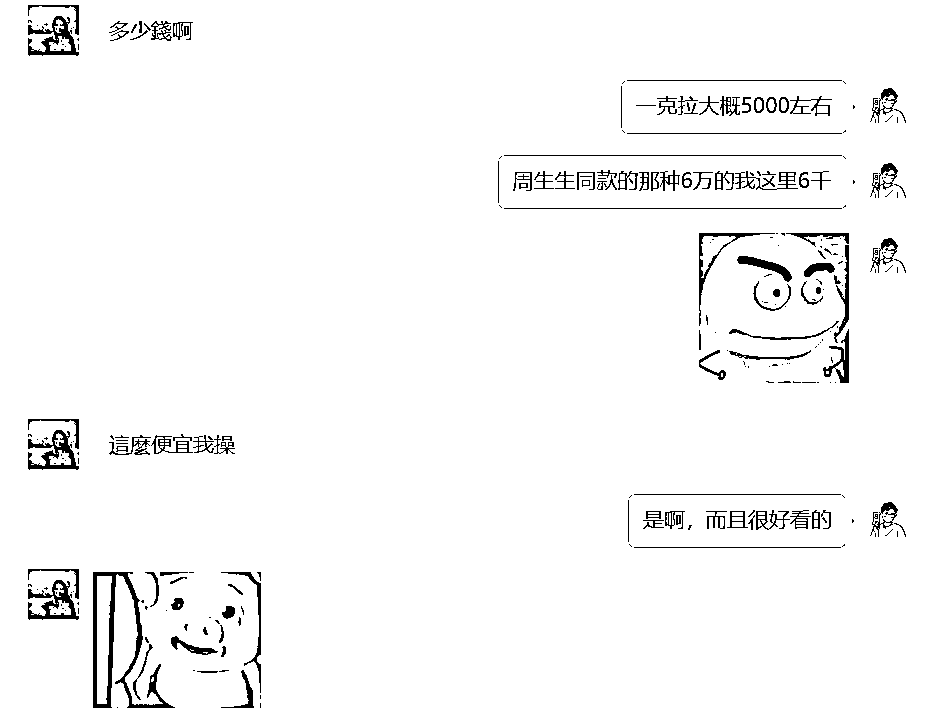 多少錢啊
一克拉大概5000左右
周生生同款的那种6万的我这里6千
這麼便宜我操
是啊，而且很好看的